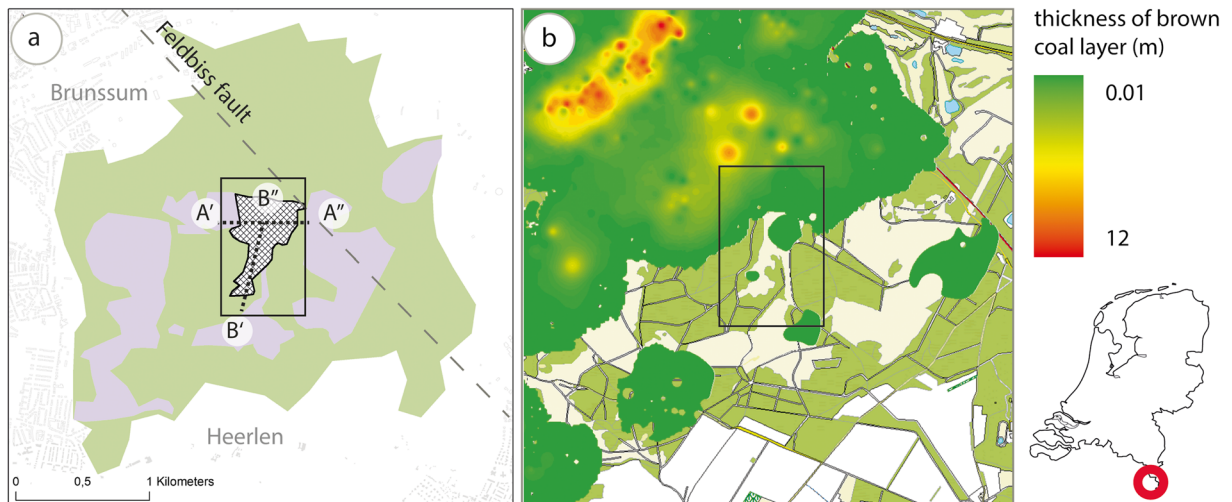 a
Brunssum
Feldbiss fault
A'
B"
A"
B'
Heerlen
0
0,5
1 Kilometers
b
thickness of brown
coal layer (m)
0.01
12